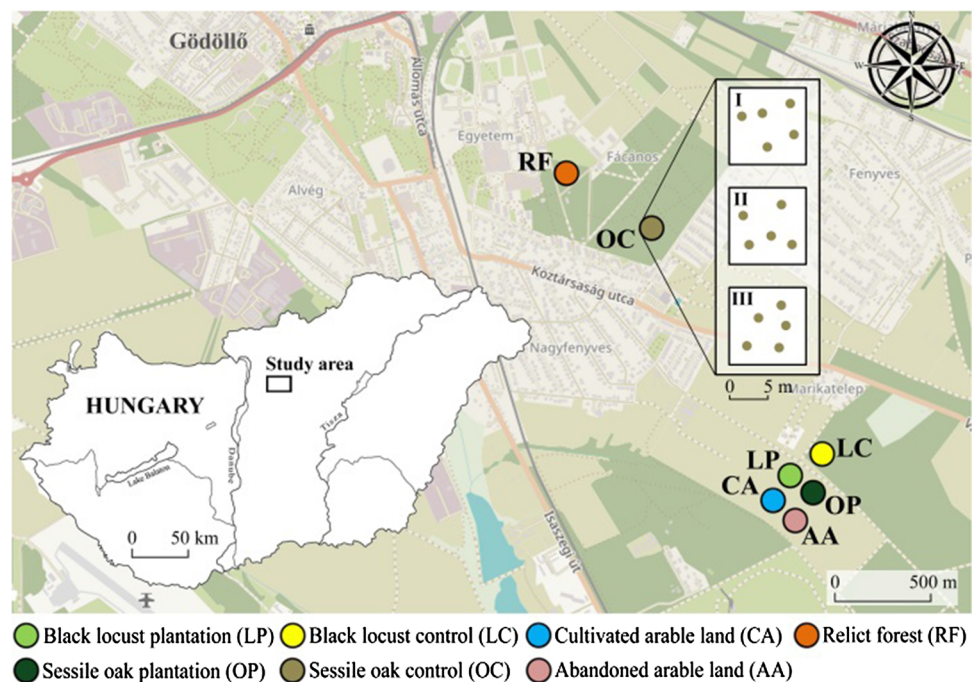 Gödöllő
N
W
E
S
Állomás utca
Egyetem
Fácános
Fenyves
Alvég
RF
OC
I
II
III
0 5 m
Köztársaság utca
Nagyfenyves
Marikatelep
Study area
HUNGARY
Tisza
Danube
Lake Balaton
0 50 km
LC
LP
CA
OP
AA
Isaszegi út
0 500 m
Black locust plantation (LP) Black locust control (LC) Cultivated arable land (CA) Relict forest (RF)
Sessile oak plantation (OP) Sessile oak control (OC) Abandoned arable land (AA)